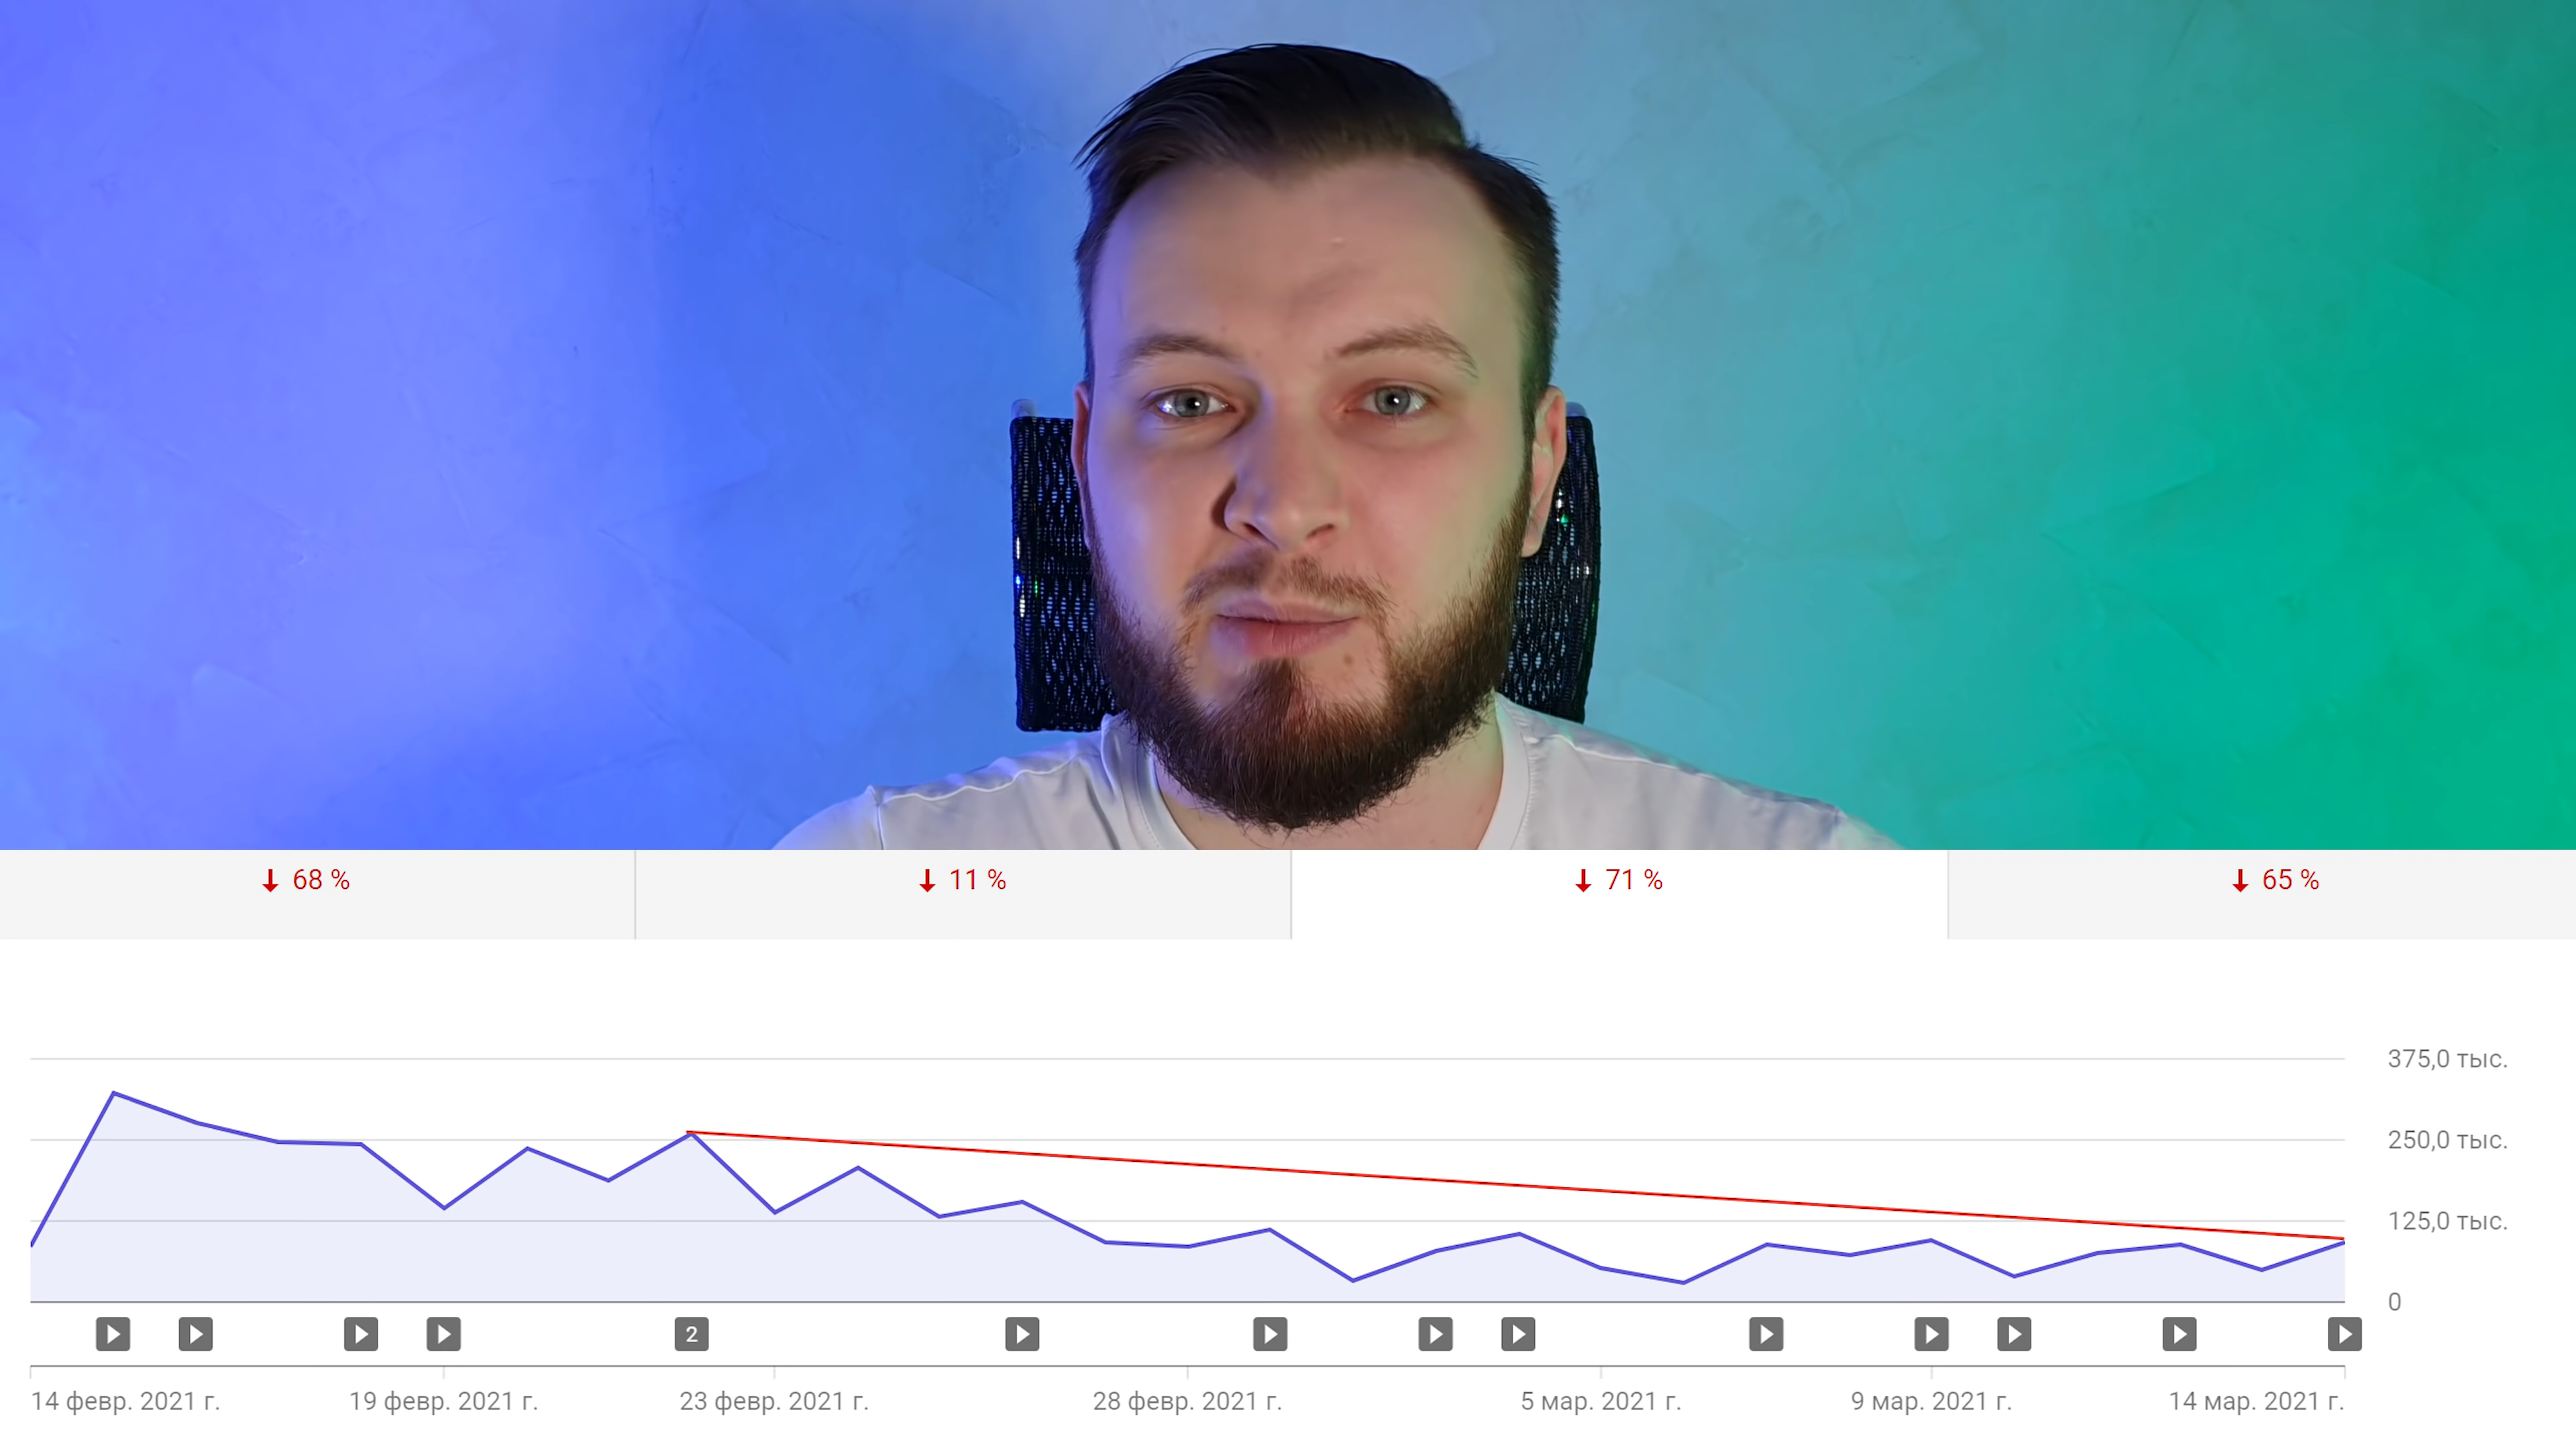 ↓ 68 % ↓ 11 % ↓ 71 % ↓ 65 %
375,0 тыс.
250,0 тыс.
125,0 тыс.
0
2
14 февр. 2021 г. 19 февр. 2021 г. 23 февр. 2021 г. 28 февр. 2021 г. 5 мар. 2021 г. 9 мар. 2021 г. 14 мар. 2021 г.